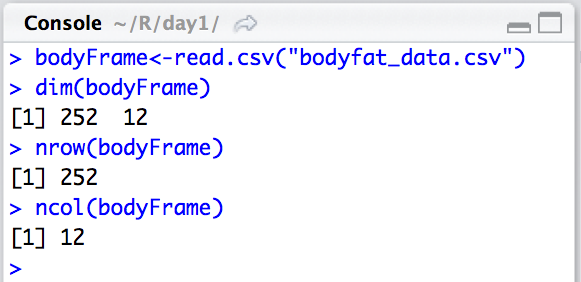 Console ~/R/day1/
> bodyFrame<-read.csv("bodyfat_data.csv")
> dim(bodyFrame)
[1] 252  12
> nrow(bodyFrame)
[1] 252
> ncol(bodyFrame)
[1] 12
>